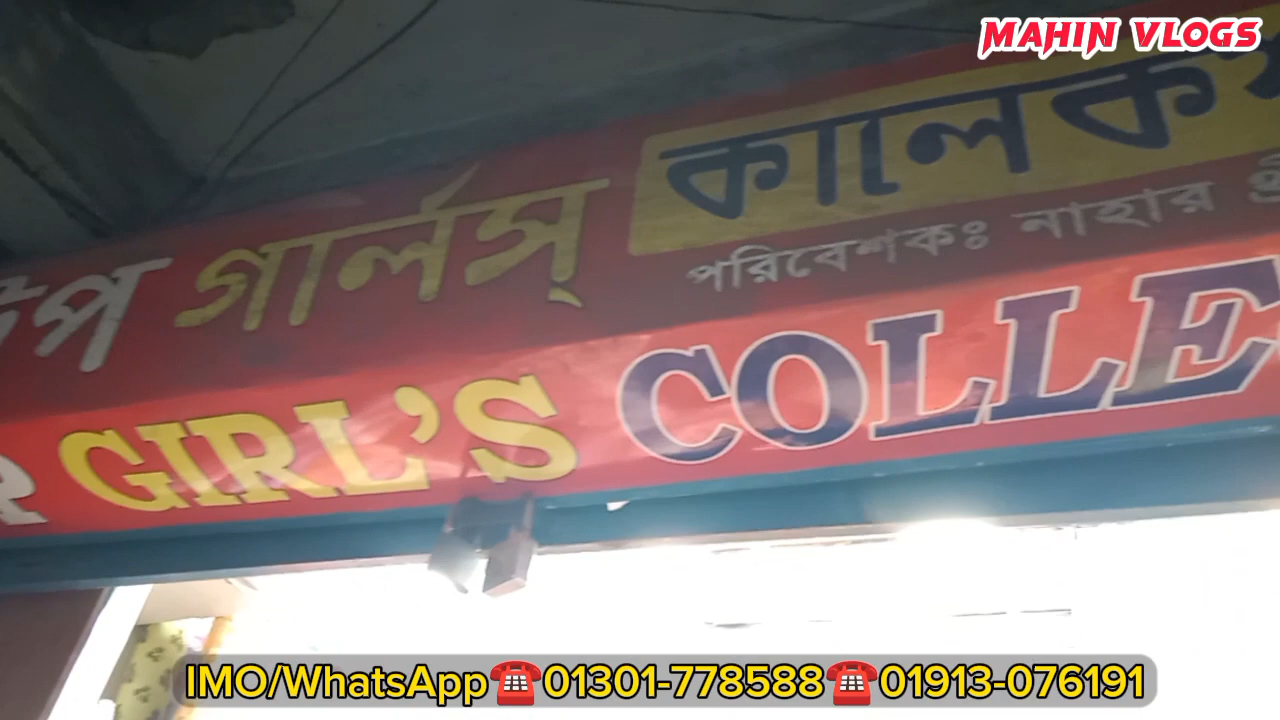 MAHIN VLOGS
গার্লস্ কালেক
পরিবেশকঃ নাহার
GIRL'S COLLE
IMO/WhatsApp☎01301-778588☎01913-076191